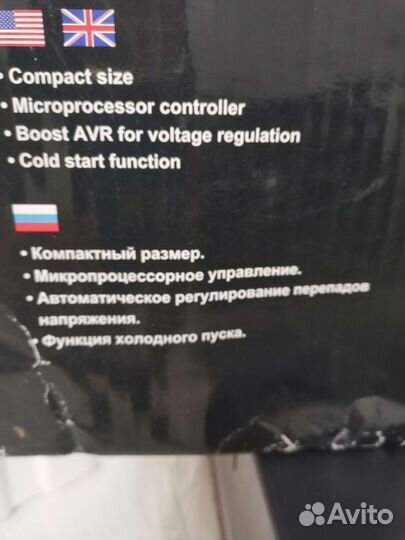 • Compact size
• Microprocessor controller
• Boost AVR for voltage regulation
• Cold start function
• Компактный размер.
• Микропроцессорное управление.
• Автоматическое регулирование перепадов
напряжения.
• Функция холодного пуска.
Avito